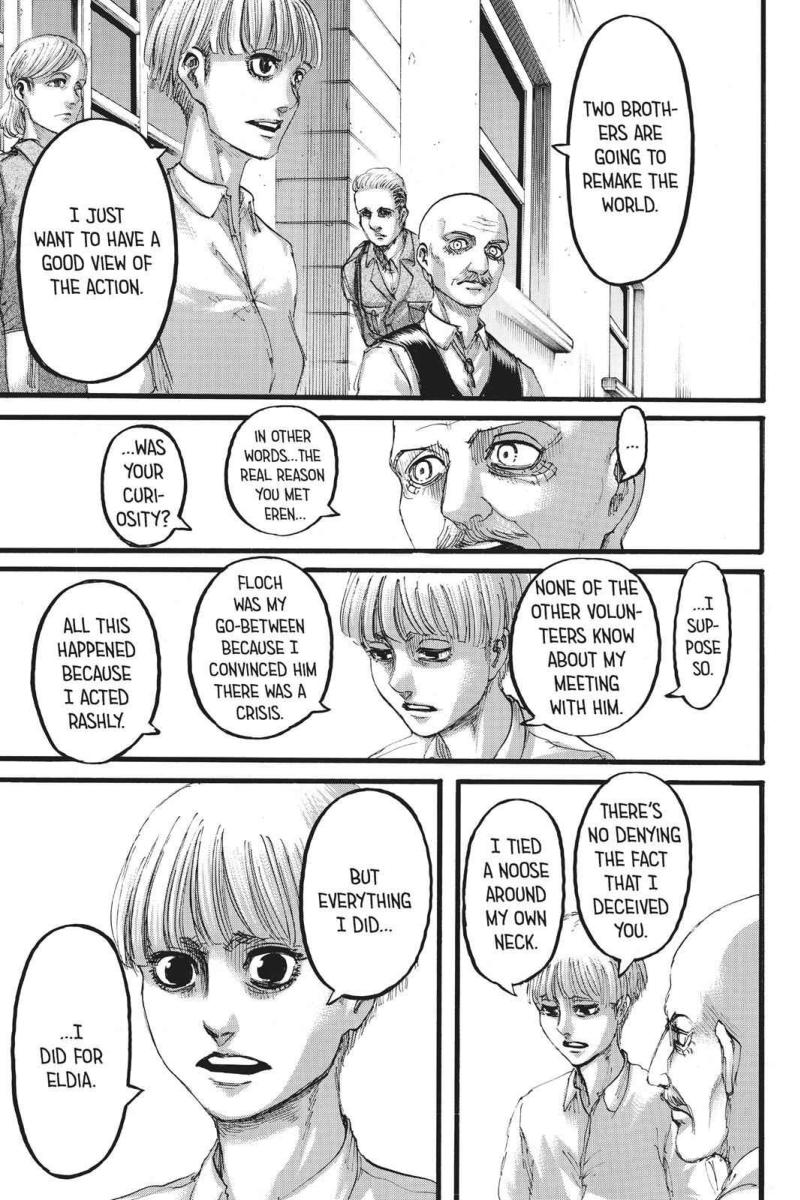 TWO BROTH-
ERS ARE
GOING TO
REMAKE THE
WORLD.
I JUST
WANT TO HAVE A
GOOD VIEW OF
THE ACTION.
...
IN OTHER
WORDS...THE
REAL REASON
YOU MET
EREN...
...WAS
YOUR
CURI-
OSITY?
...I
SUP-
POSE
SO.
NONE OF THE
OTHER VOLUN-
TEERS KNOW
ABOUT MY
MEETING
WITH HIM.
FLOCH
WAS MY
GO-BETWEEN
BECAUSE I
CONVINCED HIM
THERE WAS A
CRISIS.
ALL THIS
HAPPENED
BECAUSE
I ACTED
RASHLY.
THERE'S
NO DENYING
THE FACT
THAT I
DECEIVED
YOU.
I TIED
A NOOSE
AROUND
MY OWN
NECK.
BUT
EVERYTHING
I DID...
...I
DID FOR
ELDIA.